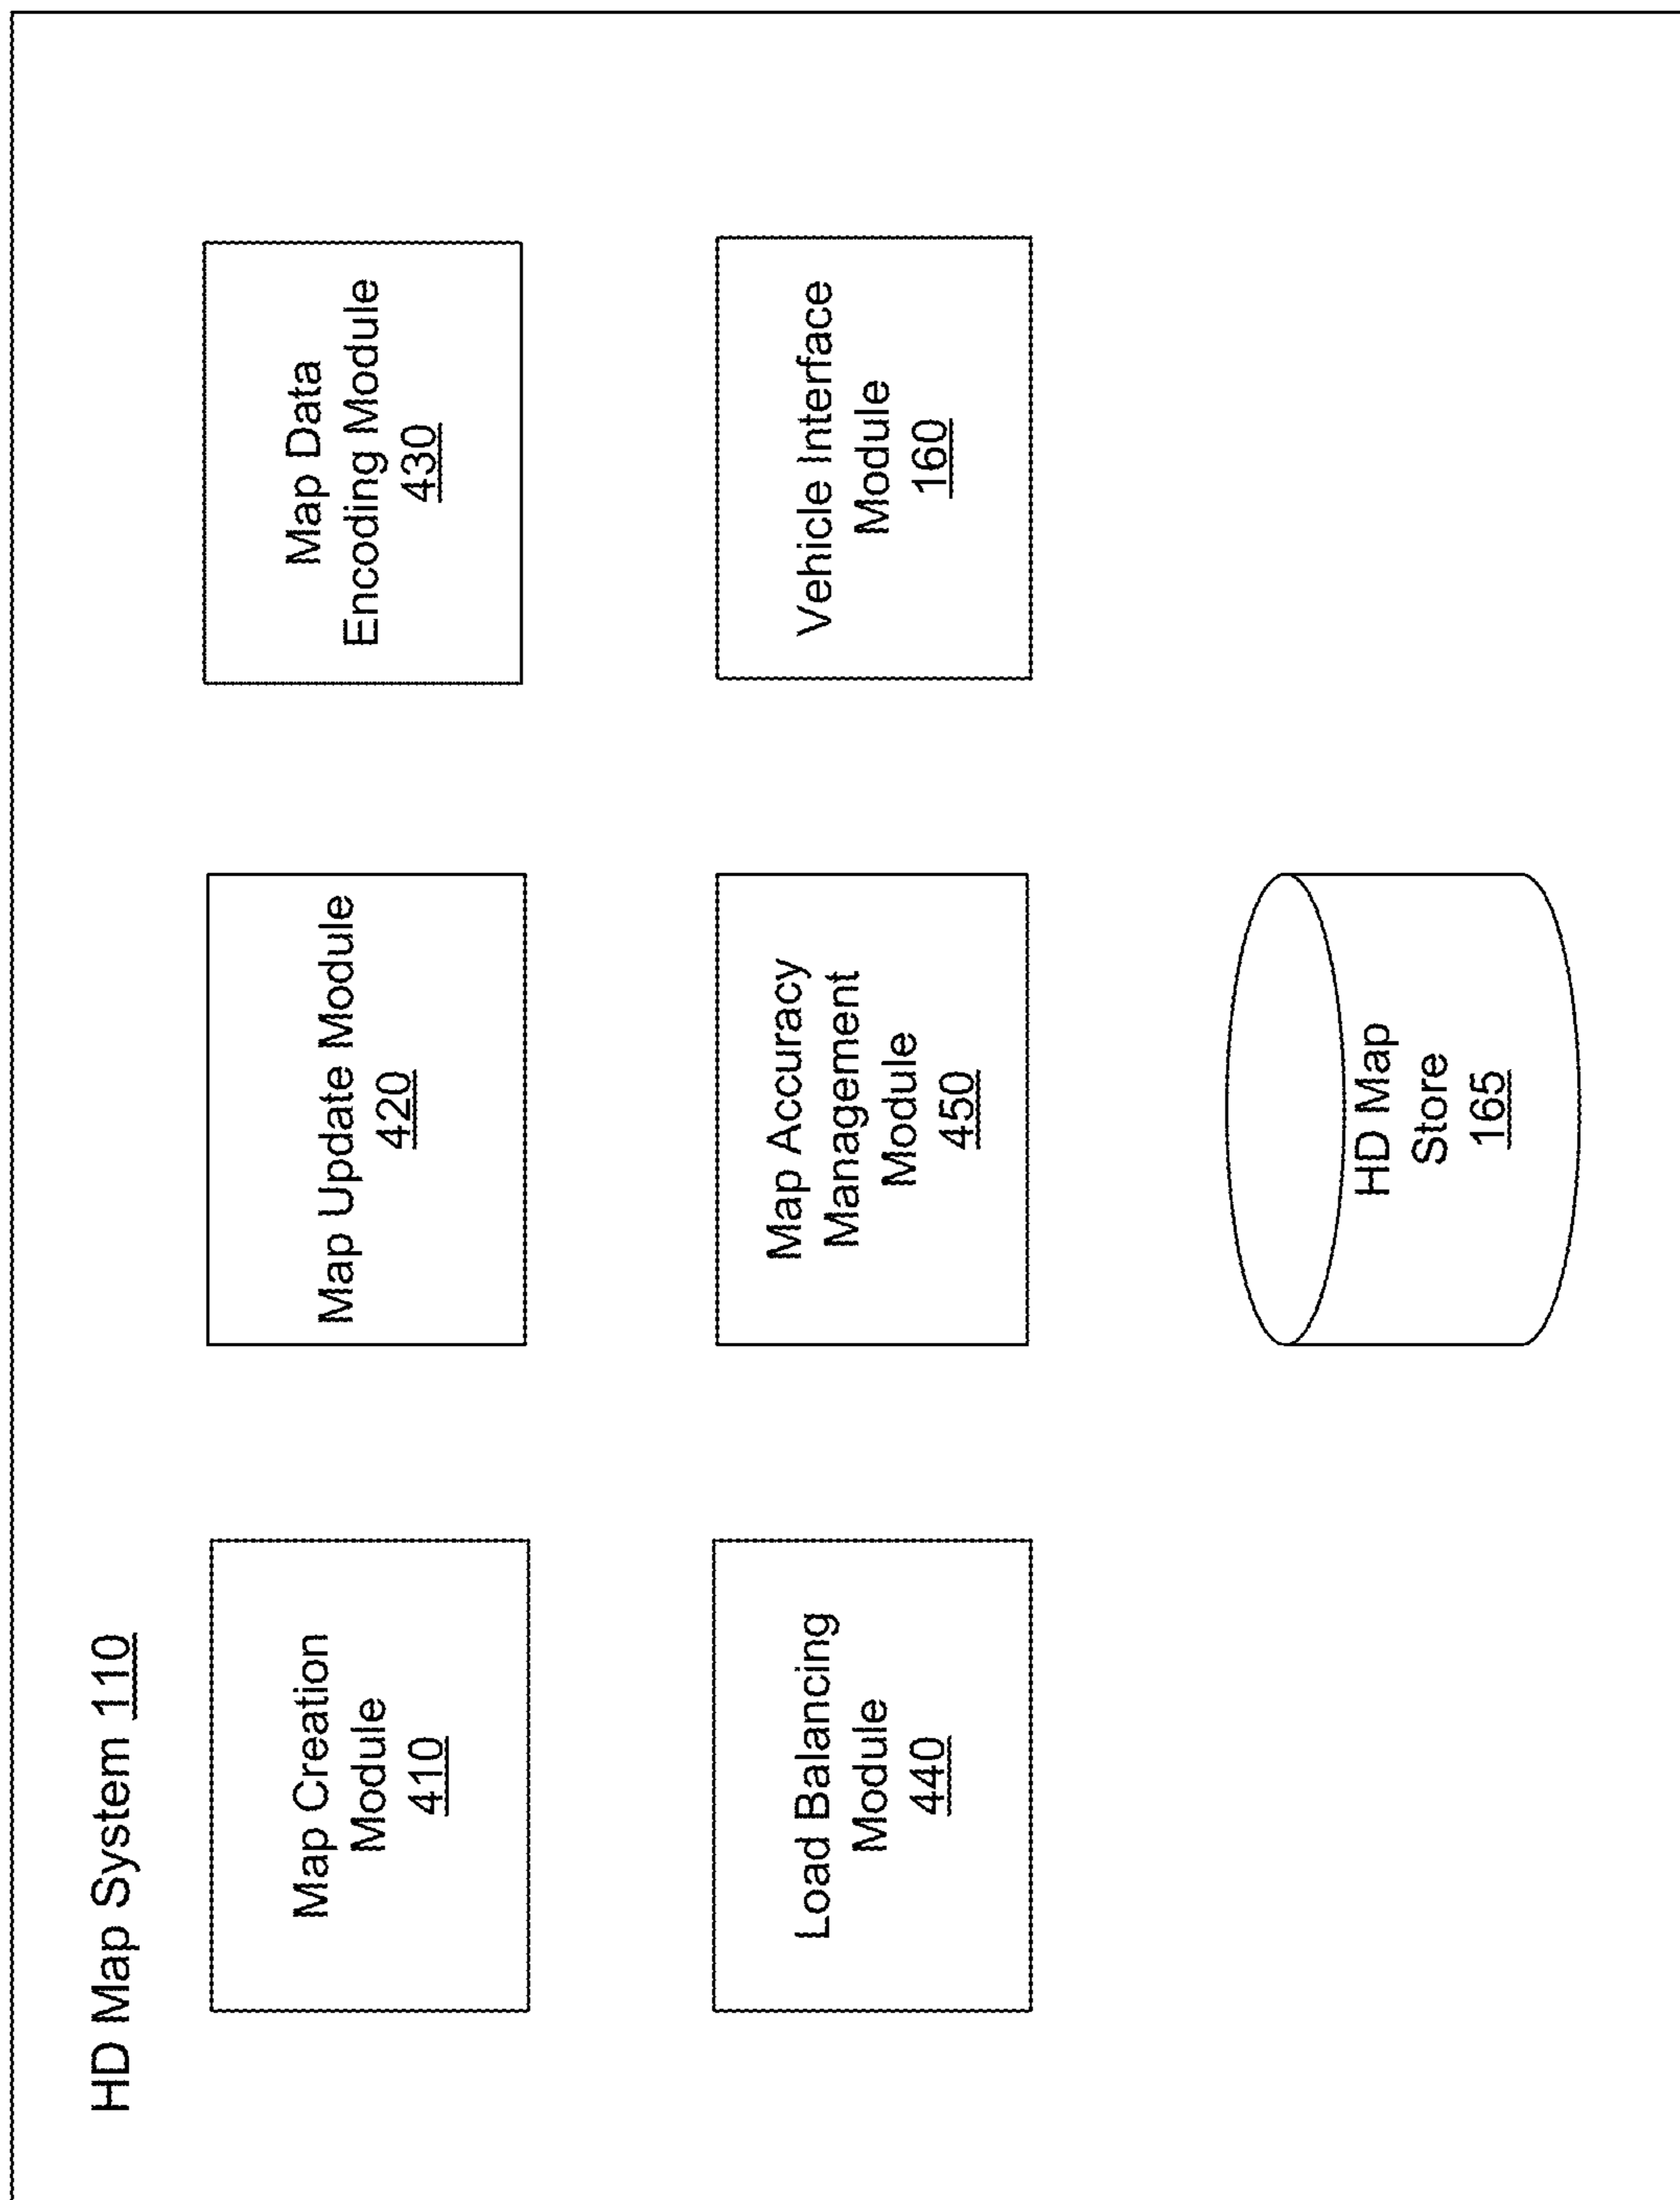 HD Map System 110
Map Creation
Module
410
Map Update Module
420
Map Data
Encoding Module
430
Load Balancing
Module
440
Map Accuracy
Management
Module
450
Vehicle Interface
Module
160
HD Map
Store
165